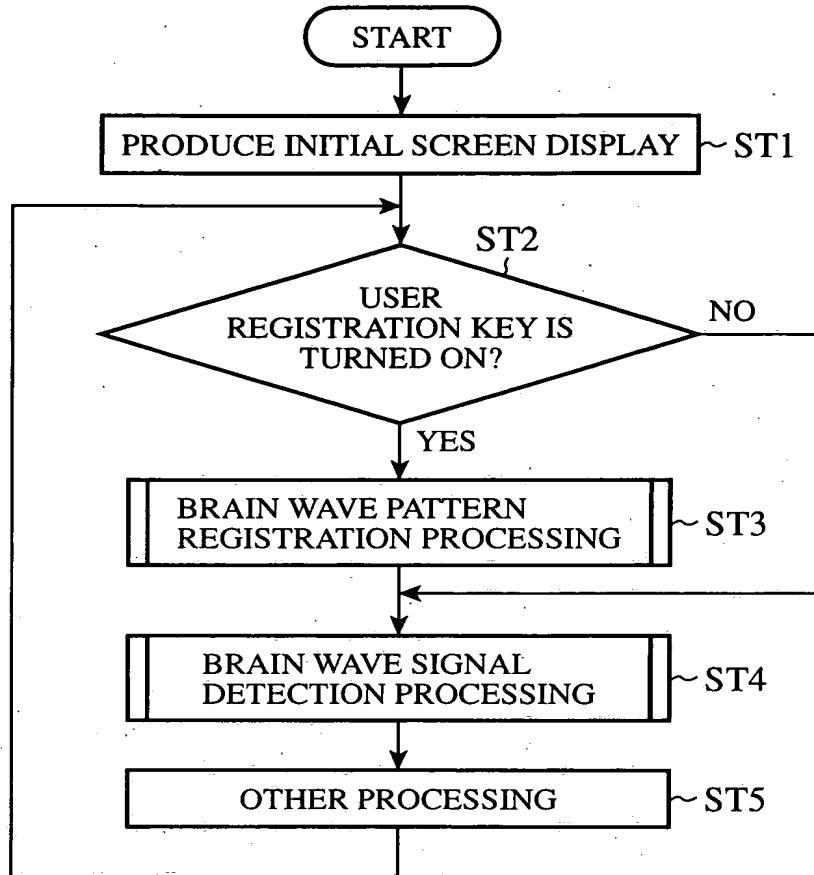 START
PRODUCE INITIAL SCREEN DISPLAY
ST1
ST2
USER
REGISTRATION KEY IS
TURNED ON?
NO
YES
BRAIN WAVE PATTERN
REGISTRATION PROCESSING
ST3
BRAIN WAVE SIGNAL
DETECTION PROCESSING
ST4
OTHER PROCESSING
ST5